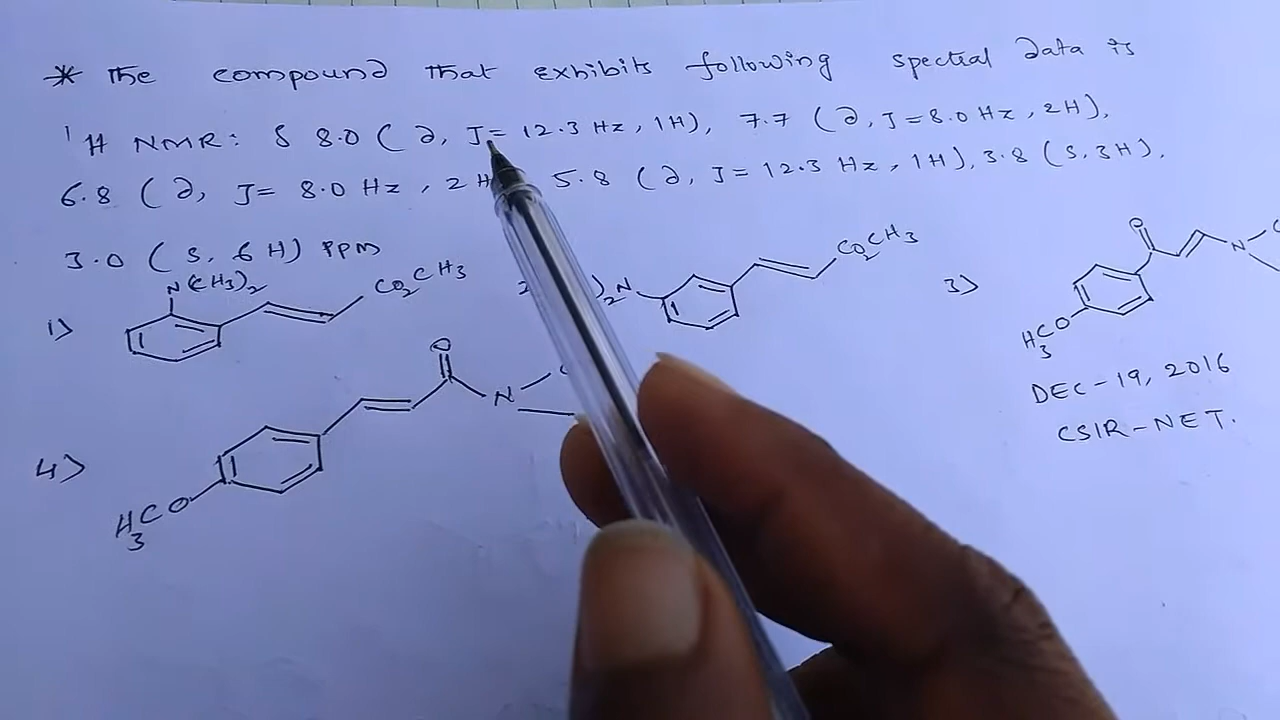 * The compound that exhibits following spectral data is
¹H NMR: δ 8.0 (d, J= 12.3 Hz, 1H), 7.7 (d, J=8.0 Hz, 2H),
6.8 (d, J= 8.0 Hz, 2H 5.8 (d, J= 12.3 Hz, 1H), 3.8 (s, 3H),
3.0 (s, 6H) ppm
1) N(CH3)2 CO2CH3
2 )2N CO2CH3
3) O N H3CO
4) O N H3CO
DEC-19, 2016
CSIR-NET.